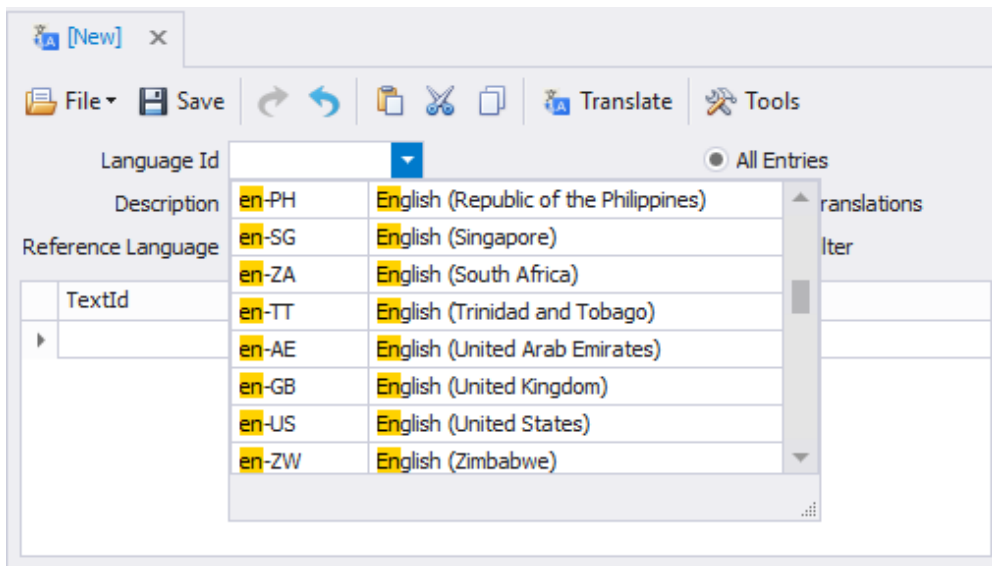 [New]
File Save Translate Tools
Language Id All Entries
Description ranslations
Reference Language lter
en-PH English (Republic of the Philippines)
en-SG English (Singapore)
en-ZA English (South Africa)
en-TT English (Trinidad and Tobago)
en-AE English (United Arab Emirates)
en-GB English (United Kingdom)
en-US English (United States)
en-ZW English (Zimbabwe)
TextId